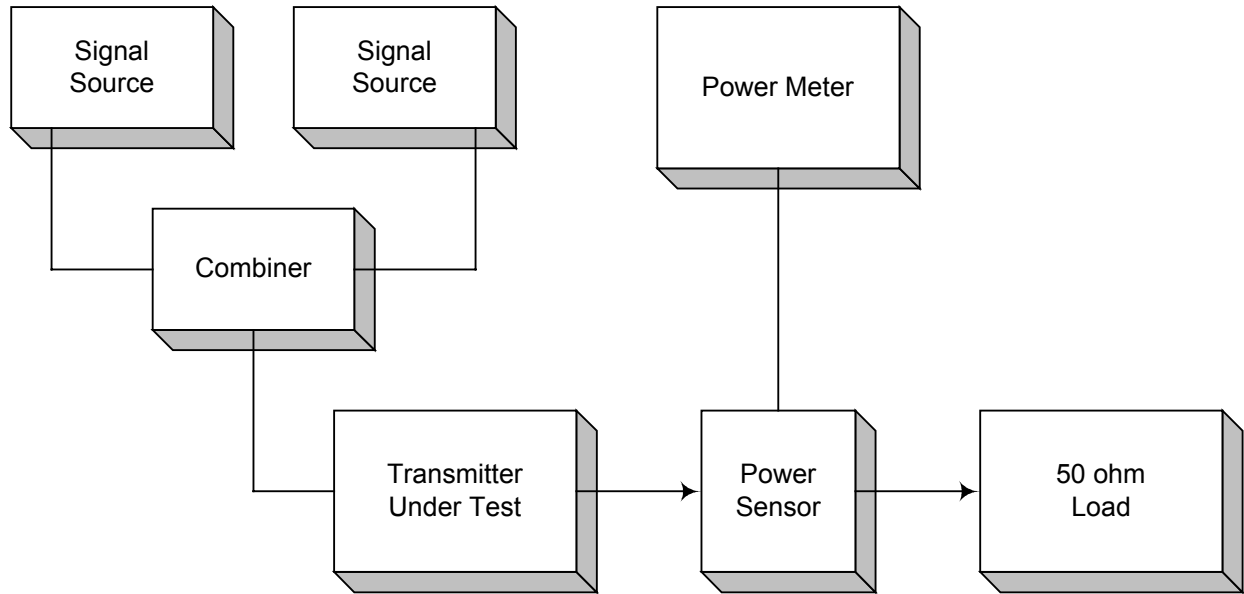 Signal
Source
Signal
Source
Power Meter
Combiner
Transmitter
Under Test
Power
Sensor
50 ohm
Load